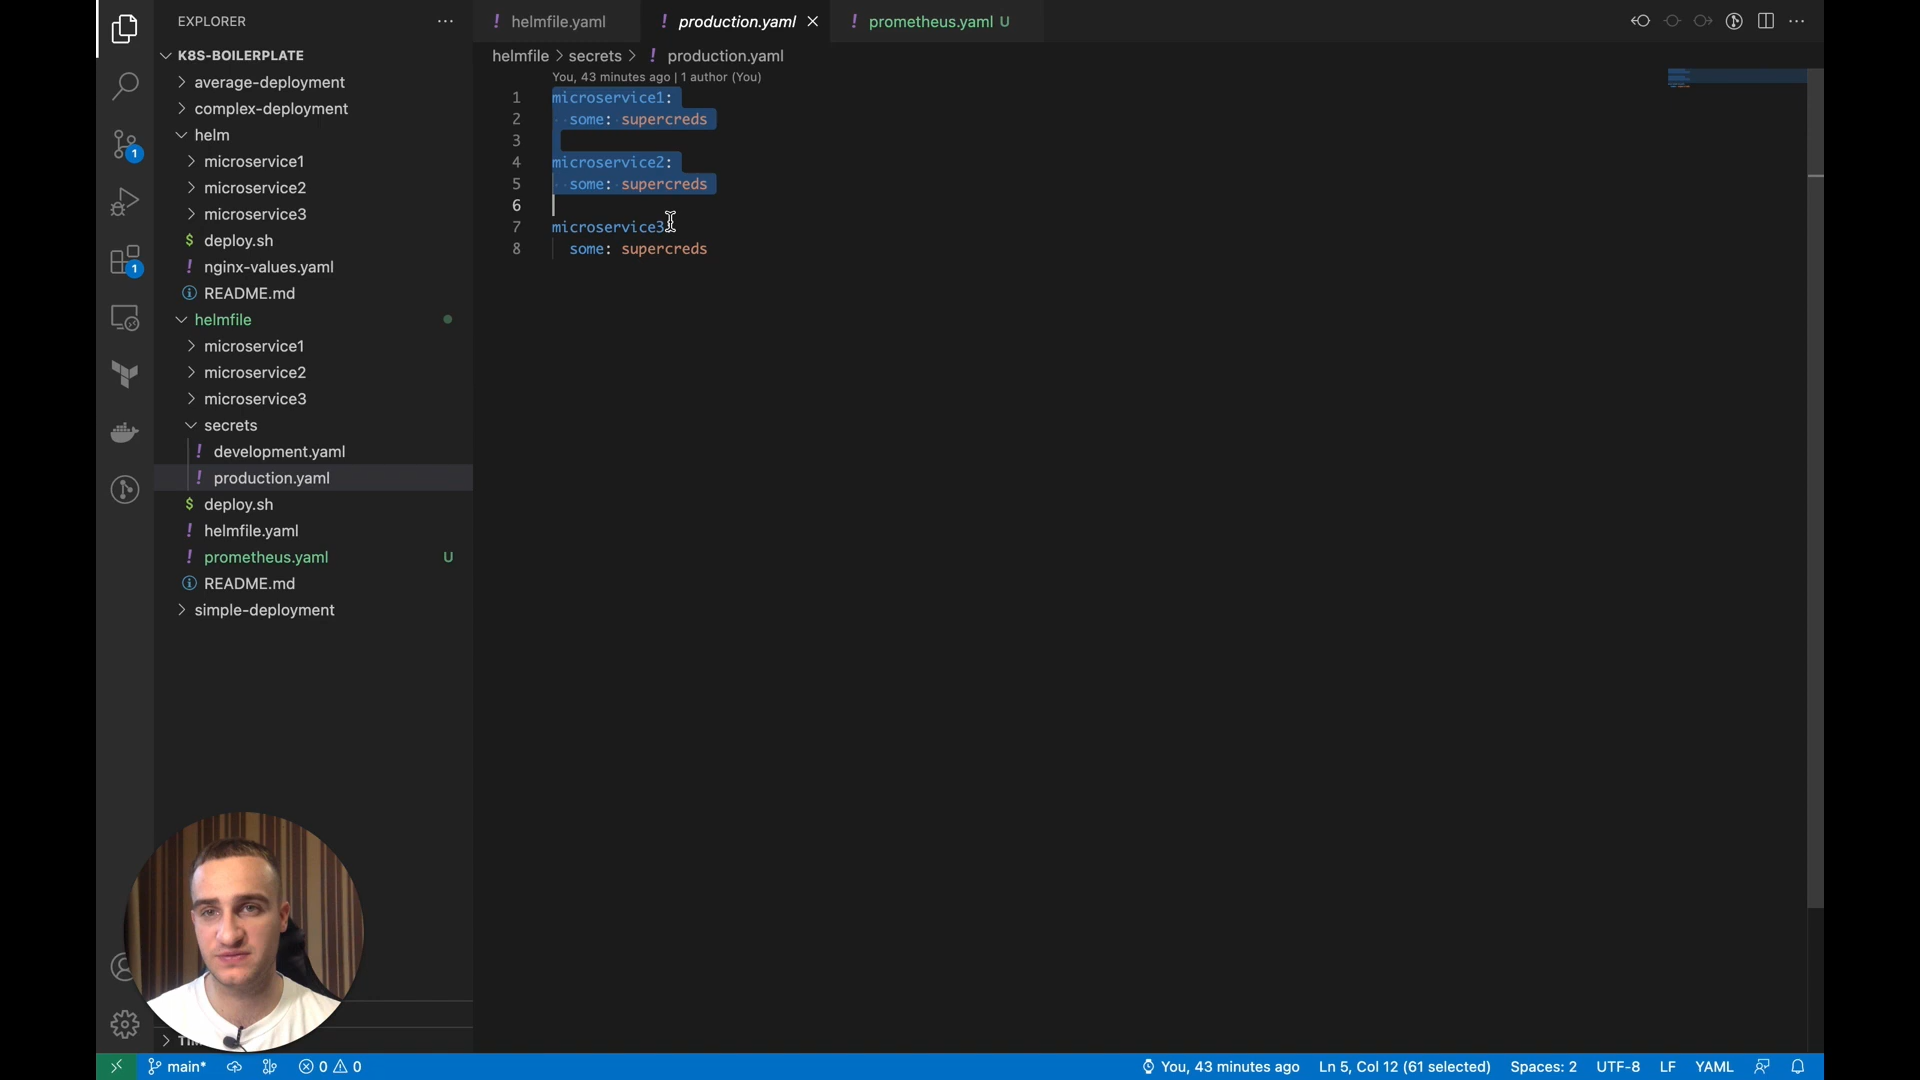 EXPLORER
K8S-BOILERPLATE
average-deployment
complex-deployment
helm
microservice1
microservice2
microservice3
$ deploy.sh
! nginx-values.yaml
README.md
helmfile
microservice1
microservice2
microservice3
secrets
! development.yaml
! production.yaml
$ deploy.sh
! helmfile.yaml
! prometheus.yaml U
README.md
simple-deployment
1
1
! helmfile.yaml
! production.yaml
! prometheus.yaml U
helmfile > secrets > ! production.yaml
You, 43 minutes ago | 1 author (You)
1 microservice1:
2 some: supercreds
3
4 microservice2:
5 some: supercreds
6
7 microservice3
8 some: supercreds
main* 0 0 You, 43 minutes ago Ln 5, Col 12 (61 selected) Spaces: 2 UTF-8 LF YAML